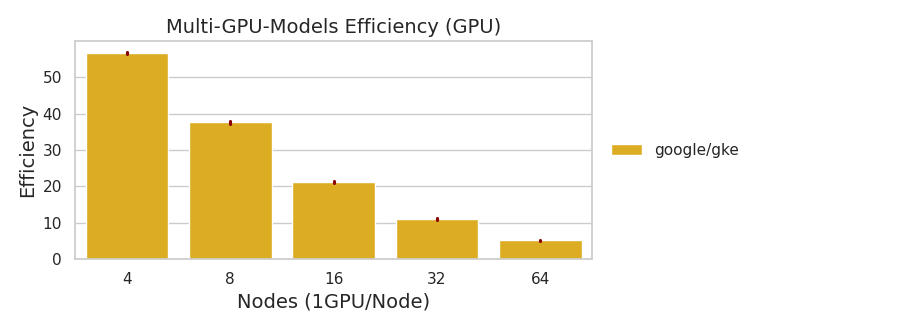 Multi-GPU-Models Efficiency (GPU)
Efficiency
50
40
30
20
10
0
4 8 16 32 64
Nodes (1GPU/Node)
google/gke